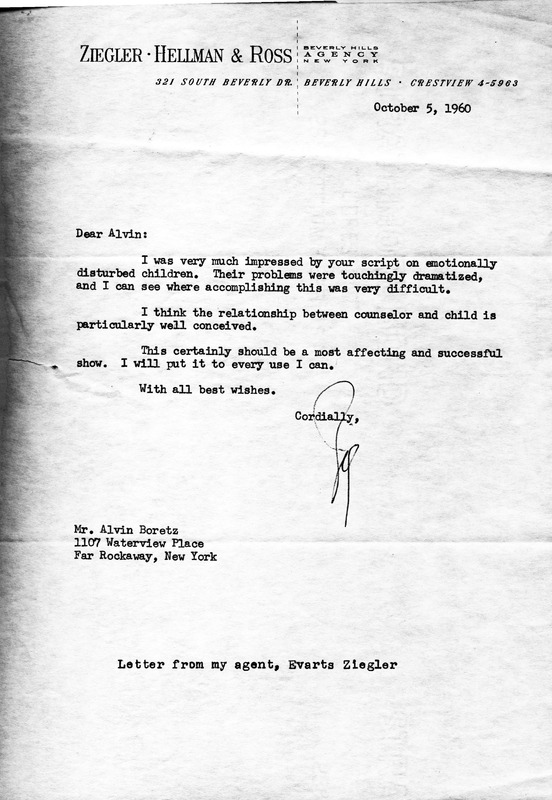 ZIEGLER · HELLMAN & ROSS
BEVERLY HILLS
AGENCY
NEW YORK
321 SOUTH BEVERLY DR. BEVERLY HILLS · CRESTVIEW 4-5963
October 5, 1960
Dear Alvin:
I was very much impressed by your script on emotionally
disturbed children. Their problems were touchingly dramatized,
and I can see where accomplishing this was very difficult.
I think the relationship between counselor and child is
particularly well conceived.
This certainly should be a most affecting and successful
show. I will put it to every use I can.
With all best wishes.
Cordially,
Mr. Alvin Boretz
1107 Waterview Place
Far Rockaway, New York
Letter from my agent, Evarts Ziegler